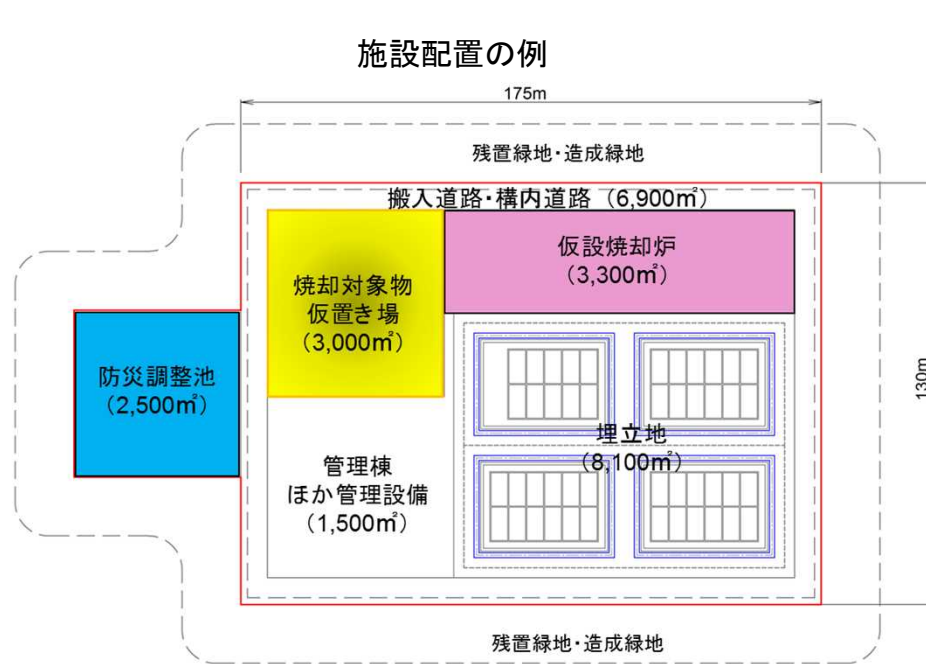 施設配置の例
175m
残置緑地・造成緑地
搬入道路・構内道路（6,900㎡）
仮設焼却炉
（3,300㎡）
焼却対象物
仮置き場
（3,000㎡）
防災調整池
（2,500㎡）
130m
埋立地
（8,100㎡）
管理棟
ほか管理設備
（1,500㎡）
残置緑地・造成緑地